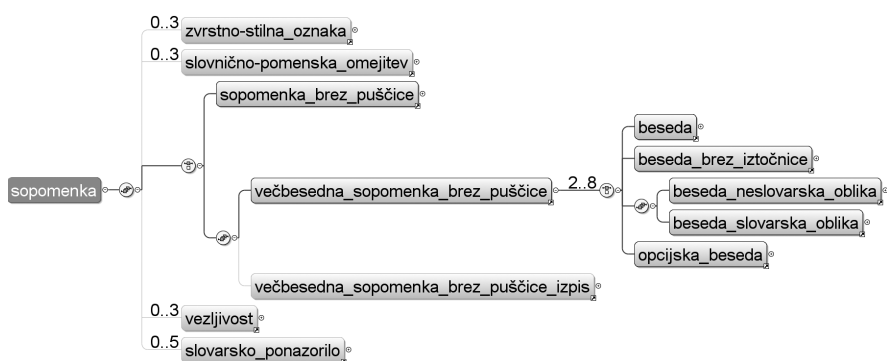 0..3
zvrstno-stilna_oznaka
0..3
slovnično-pomenska_omejitev
sopomenka_brez_puščice
sopomenka
večbesedna_sopomenka_brez_puščice
2..8
beseda
beseda_brez_iztočnice
beseda_neslovarska_oblika
beseda_slovarska_oblika
opcijska_beseda
večbesedna_sopomenka_brez_puščice_izpis
0..3
vezljivost
0..5
slovarsko_ponazorilo